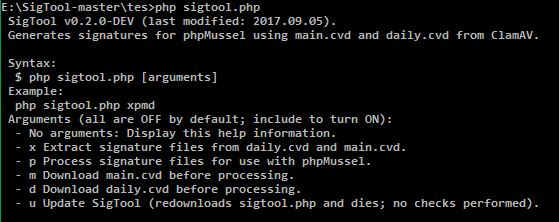 E:\SigTool-master\tes>php sigtool.php
SigTool v0.2.0-DEV (last modified: 2017.09.05).
Generates signatures for phpMussel using main.cvd and daily.cvd from ClamAV.
Syntax:
$ php sigtool.php [arguments]
Example:
php sigtool.php xpmd
Arguments (all are OFF by default; include to turn ON):
- No arguments: Display this help information.
- x Extract signature files from daily.cvd and main.cvd.
- p Process signature files for use with phpMussel.
- m Download main.cvd before processing.
- d Download daily.cvd before processing.
- u Update SigTool (redownloads sigtool.php and dies; no checks performed).